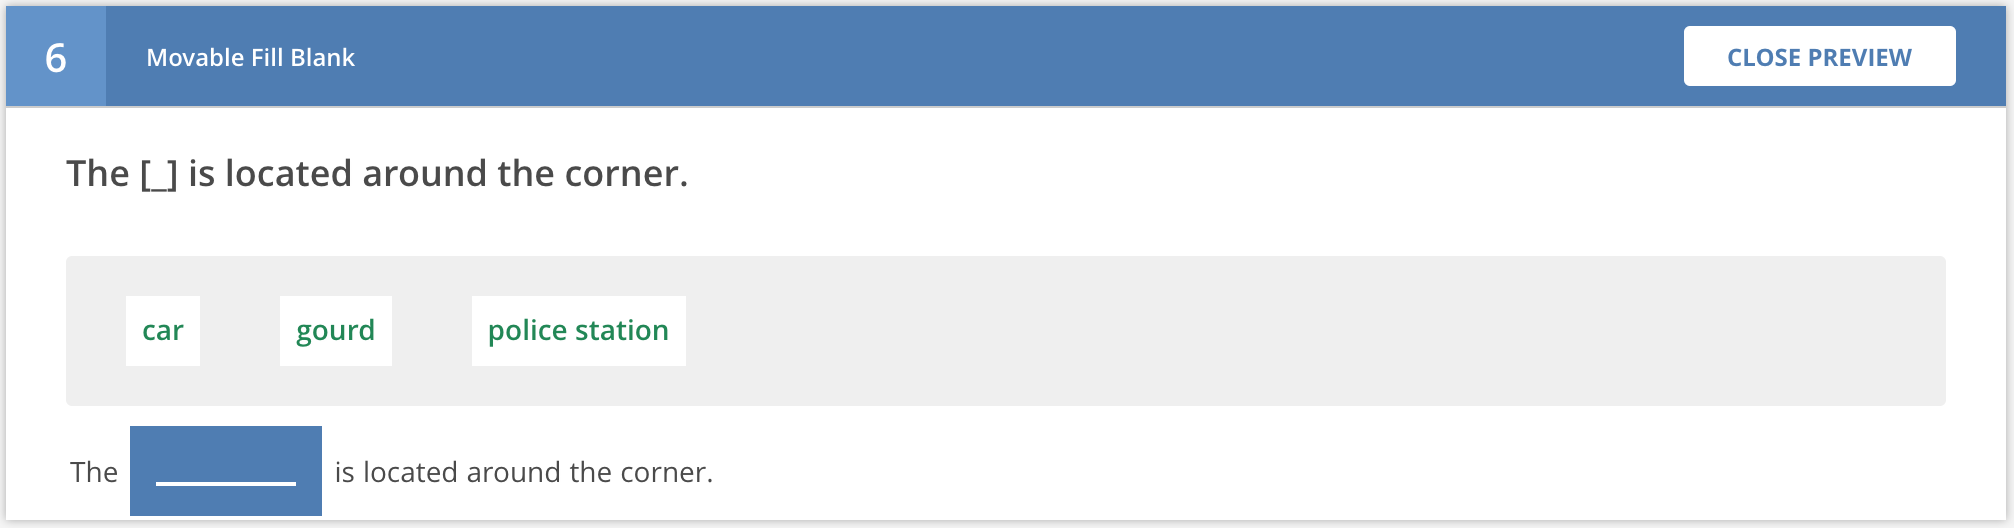 6 Movable Fill Blank CLOSE PREVIEW
The [_] is located around the corner.
car gourd police station
The ________ is located around the corner.